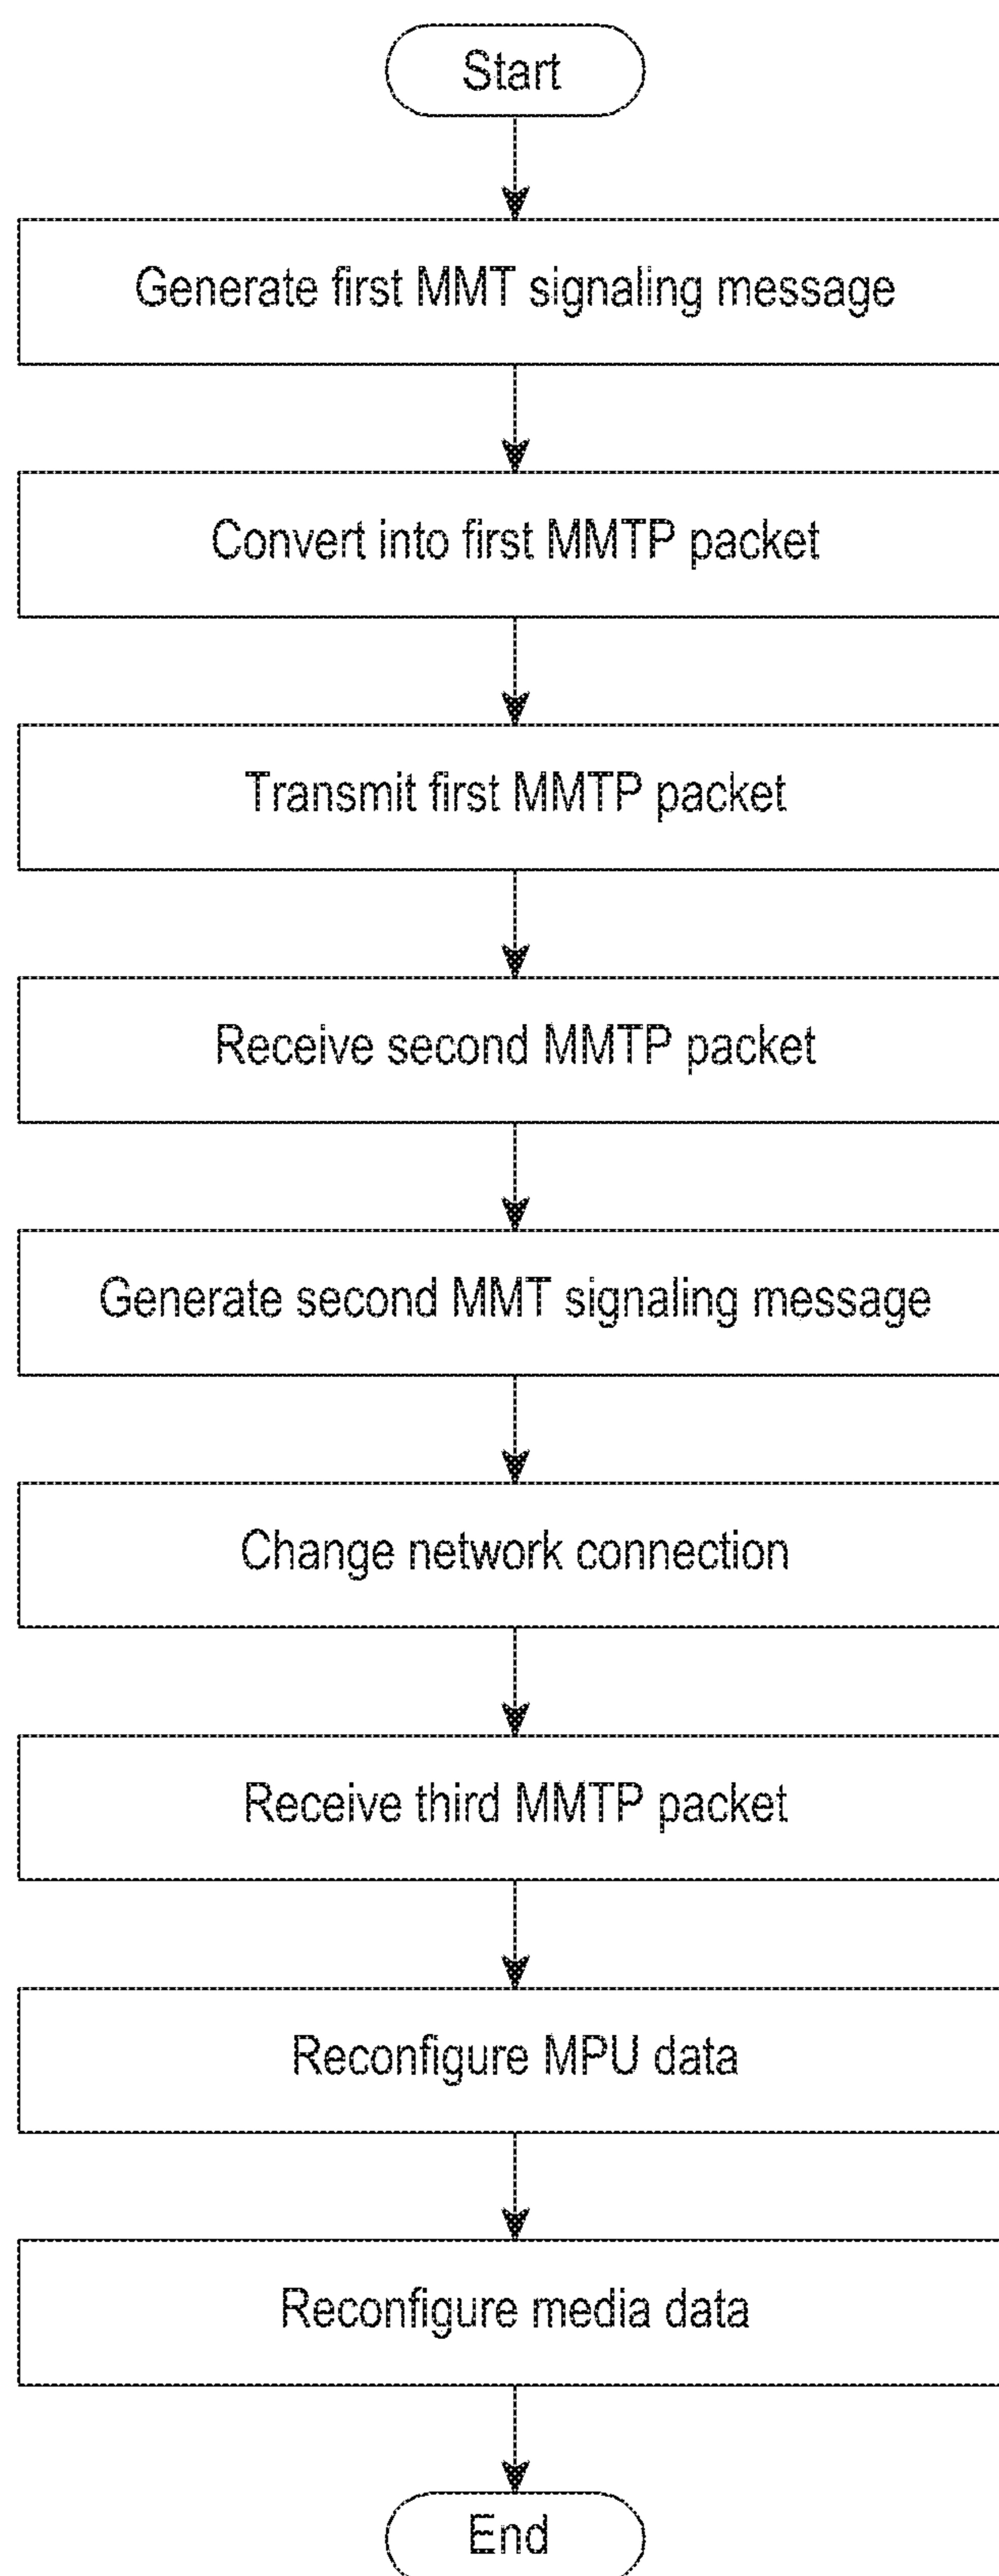 Start
Generate first MMT signaling message
Convert into first MMTP packet
Transmit first MMTP packet
Receive second MMTP packet
Generate second MMT signaling message
Change network connection
Receive third MMTP packet
Reconfigure MPU data
Reconfigure media data
End